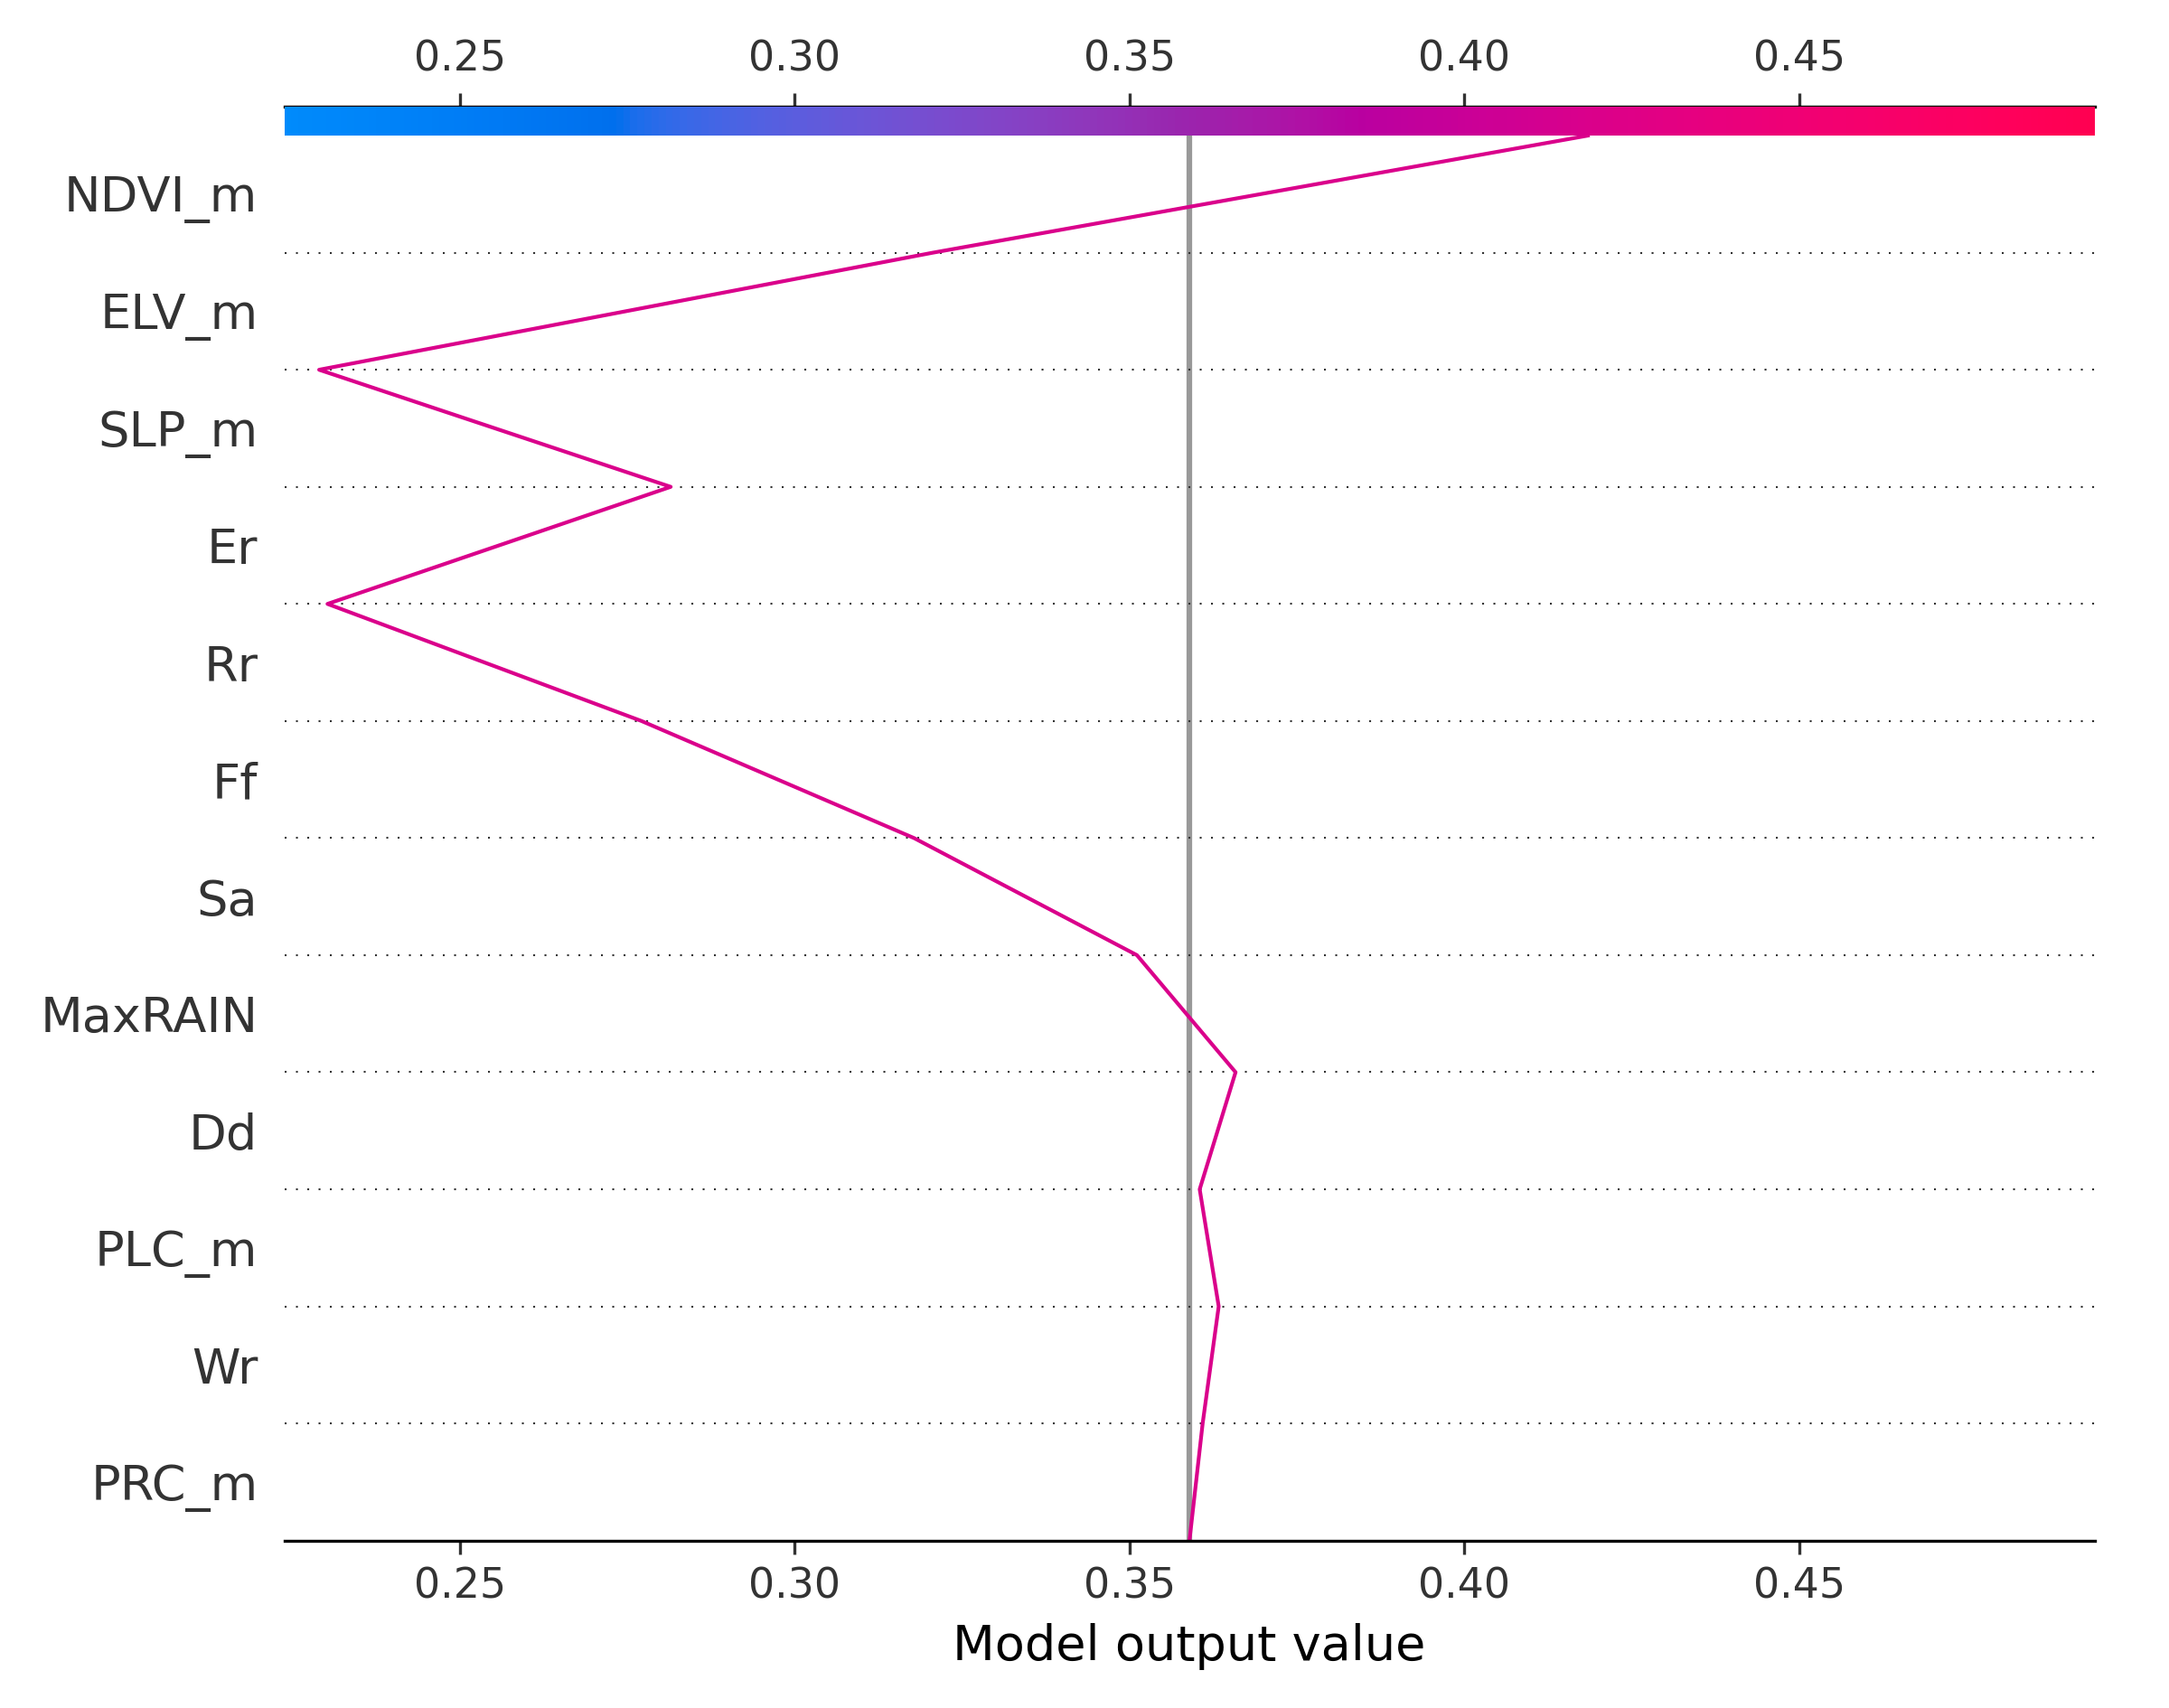 0.25 0.30 0.35 0.40 0.45
NDVI_m
ELV_m
SLP_m
Er
Rr
Ff
Sa
MaxRAIN
Dd
PLC_m
Wr
PRC_m
0.25 0.30 0.35 0.40 0.45
Model output value